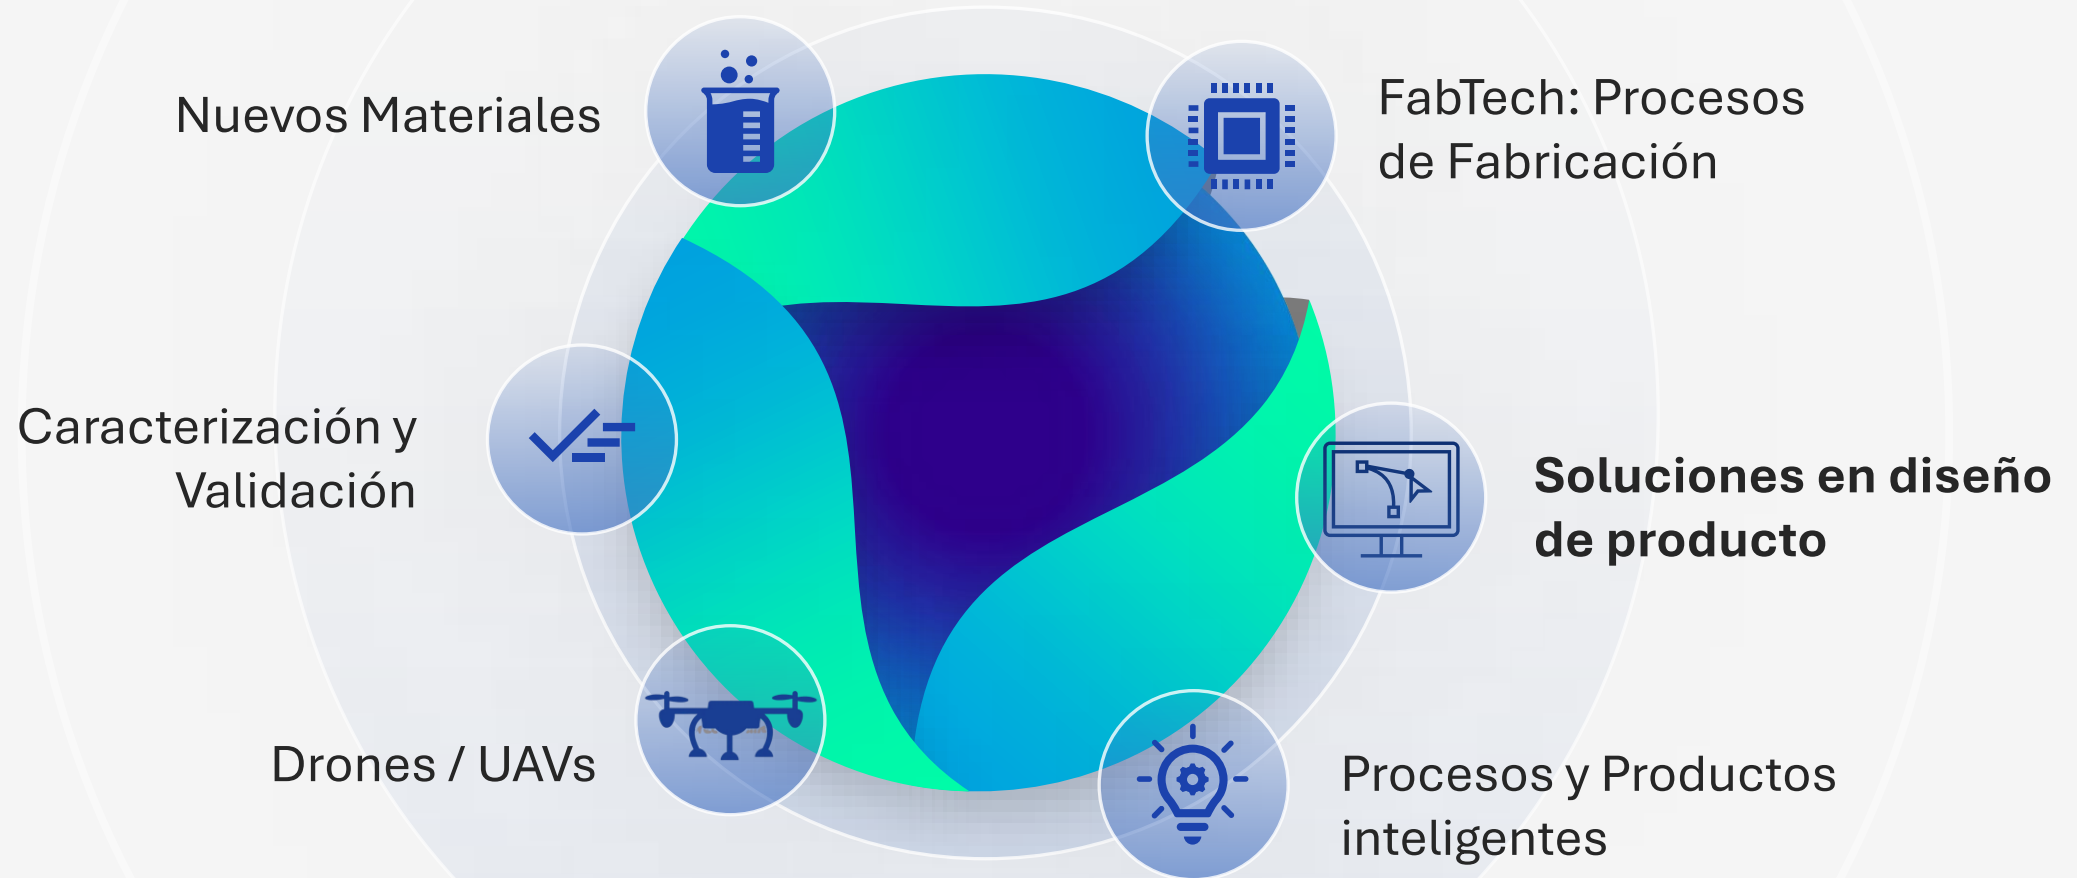 Nuevos Materiales
FabTech: Procesos
de Fabricación
Caracterización y
Validación
Soluciones en diseño
de producto
Drones / UAVs
Procesos y Productos
inteligentes